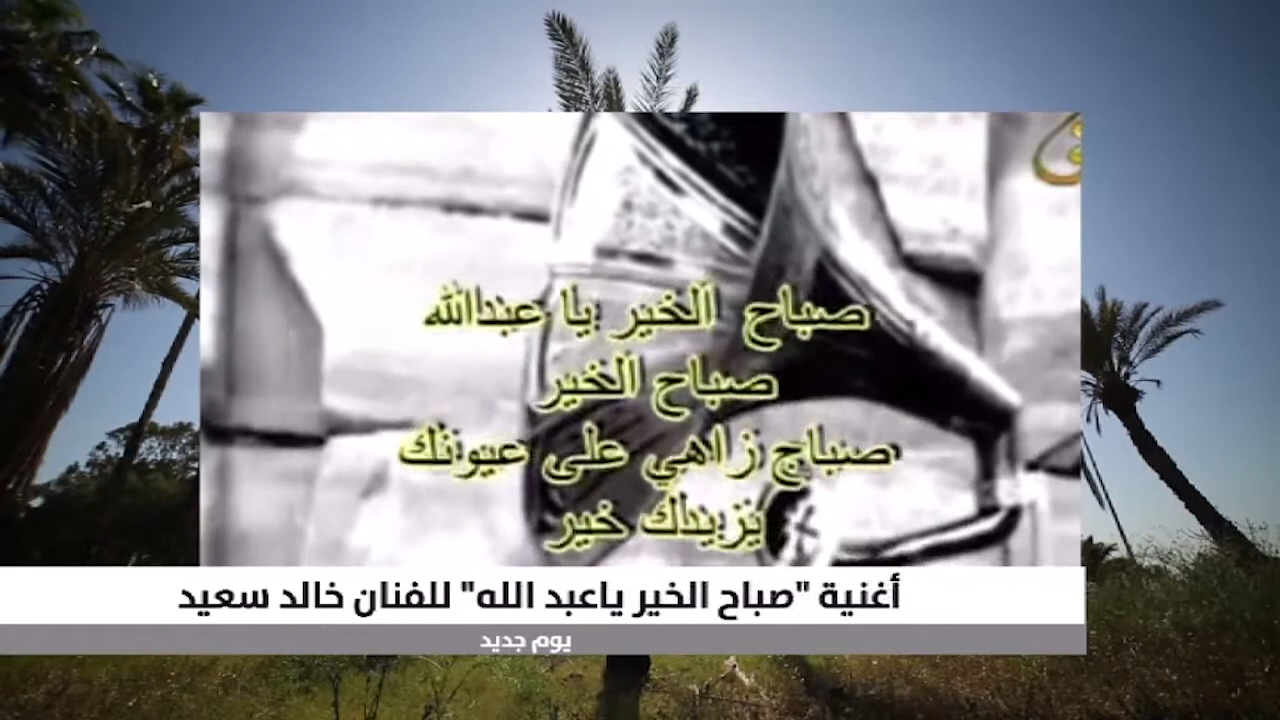 صباح الخير يا عبدالله
صباح الخير
صباح زاهي على عيونك
يزيدك خير
أغنية "صباح الخير ياعبد الله" للفنان خالد سعيد
يوم جديد